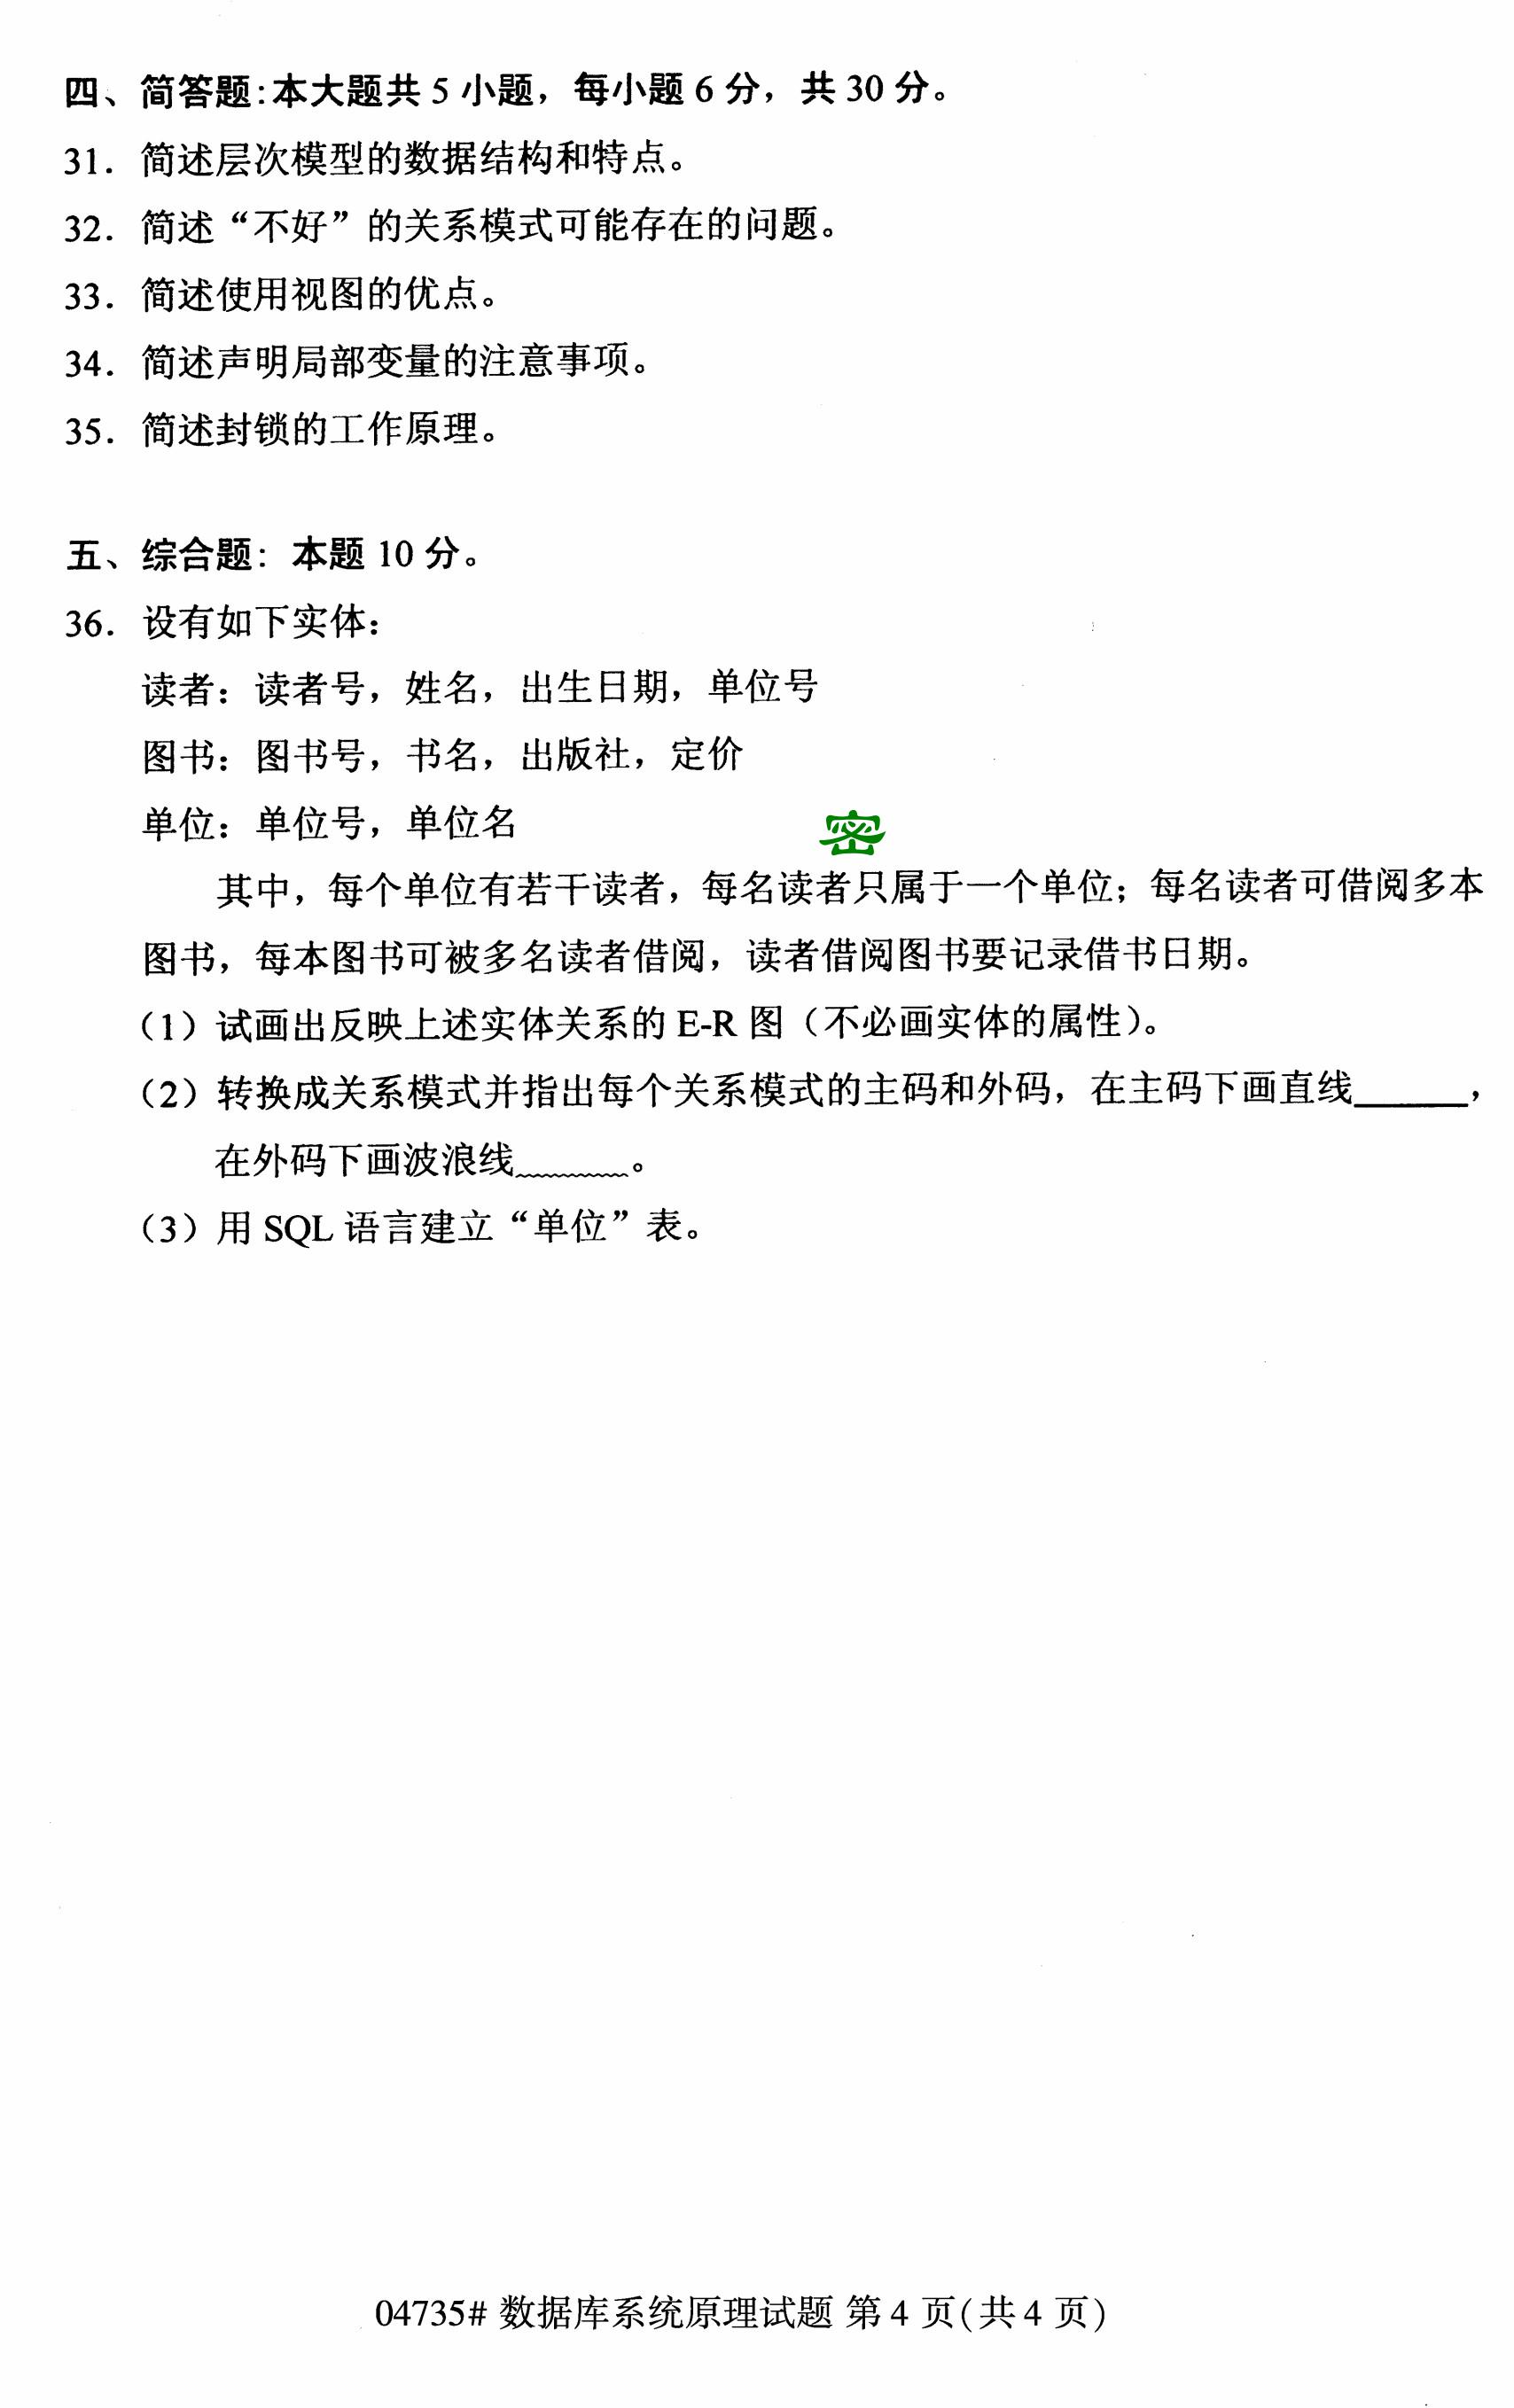 四、简答题:本大题共 5 小题，每小题 6 分，共 30 分。
31．简述层次模型的数据结构和特点。
32．简述“不好”的关系模式可能存在的问题。
33．简述使用视图的优点。
34．简述声明局部变量的注意事项。
35．简述封锁的工作原理。
五、综合题：本题 10 分。
36．设有如下实体：
读者：读者号，姓名，出生日期，单位号
图书：图书号，书名，出版社，定价
单位：单位号，单位名
密
其中，每个单位有若干读者，每名读者只属于一个单位；每名读者可借阅多本
图书，每本图书可被多名读者借阅，读者借阅图书要记录借书日期。
（1）试画出反映上述实体关系的 E-R 图（不必画实体的属性）。
（2）转换成关系模式并指出每个关系模式的主码和外码，在主码下画直线______，
在外码下画波浪线______。
（3）用 SQL 语言建立“单位”表。
04735# 数据库系统原理试题 第 4 页(共 4 页)